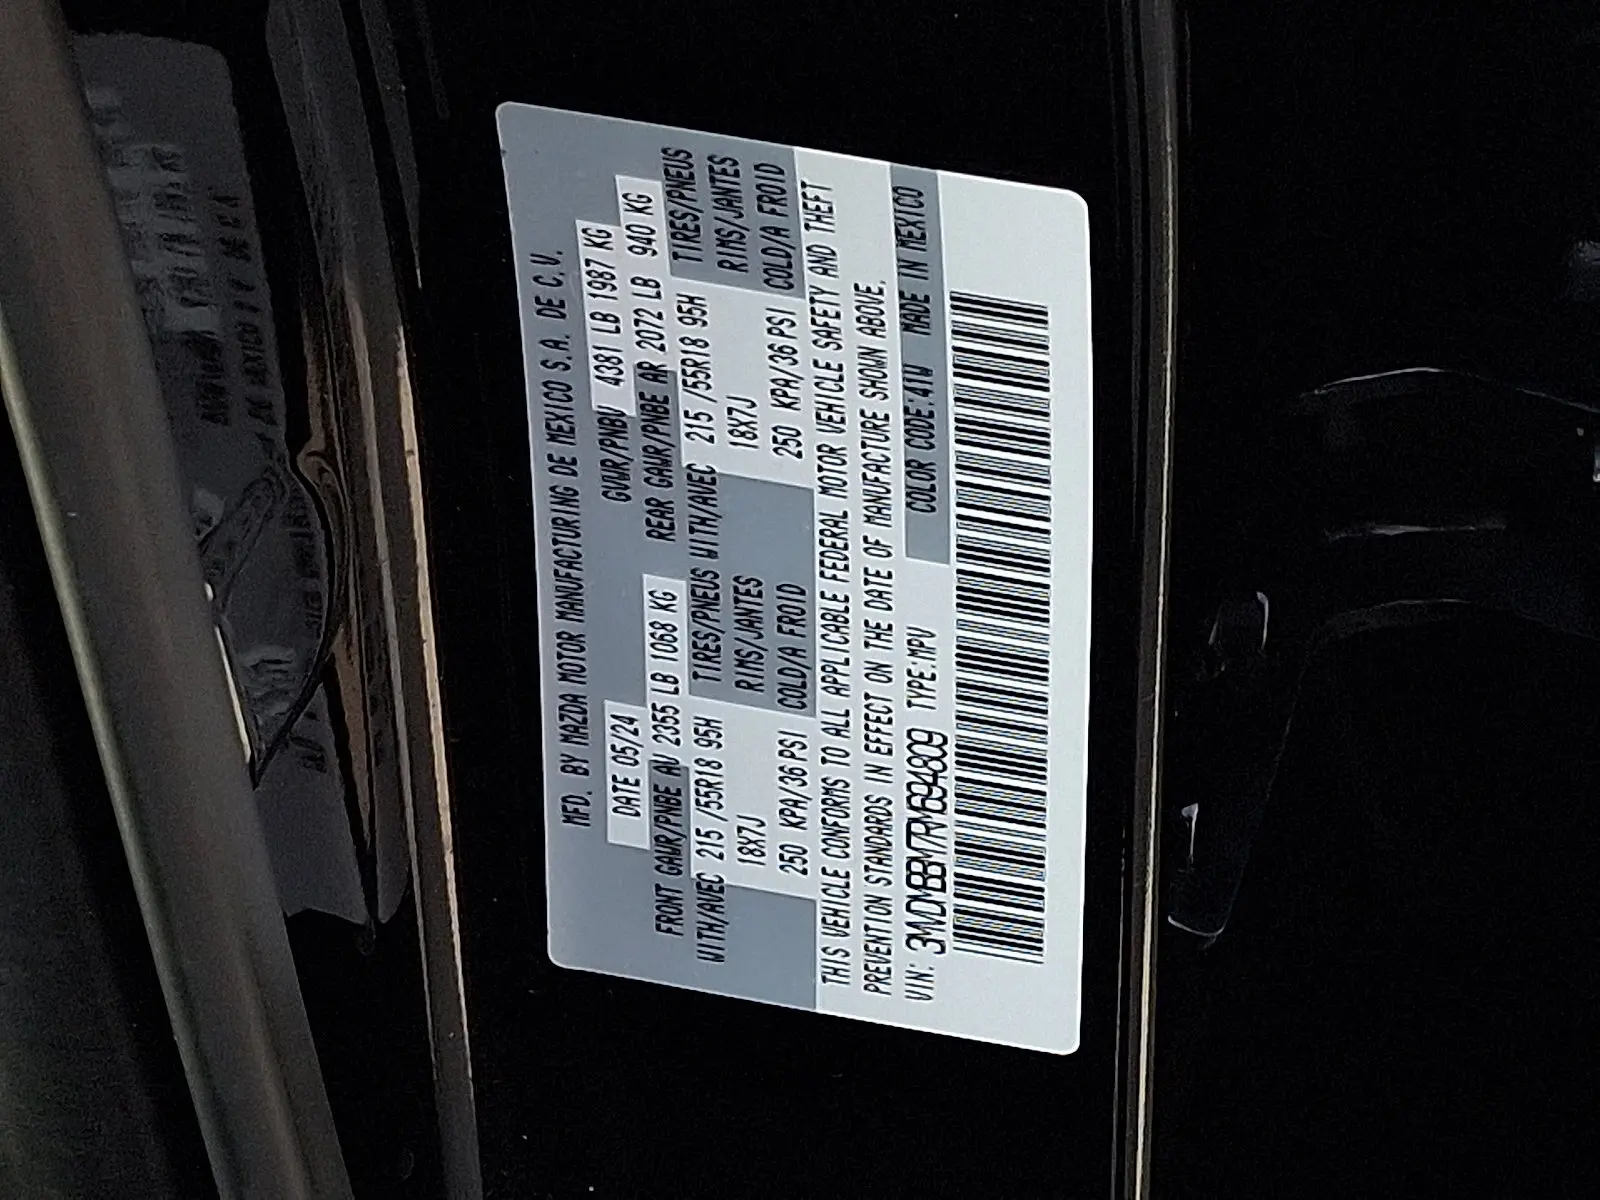 MFD. BY MAZDA MOTOR MANUFACTURING DE MEXICO S.A. DE C.V.
DATE 05/24 GVWR/PNBV 4381 LB 1987 KG
FRONT GAWR/PNBE AV 2355 LB 1068 KG REAR GAWR/PNBE AR 2072 LB 940 KG
WITH/AVEC 215 /55R18 95H TIRES/PNEUS WITH/AVEC 215 /55R18 95H TIRES/PNEUS
18X7J RIMS/JANTES 18X7J RIMS/JANTES
250 KPA/36 PSI COLD/A FROID 250 KPA/36 PSI COLD/A FROID
THIS VEHICLE CONFORMS TO ALL APPLICABLE FEDERAL MOTOR VEHICLE SAFETY AND THEFT
PREVENTION STANDARDS IN EFFECT ON THE DATE OF MANUFACTURE SHOWN ABOVE.
VIN: 3MVDMBBM7RM694809 TYPE:MPV COLOR CODE:41W MADE IN MEXICO